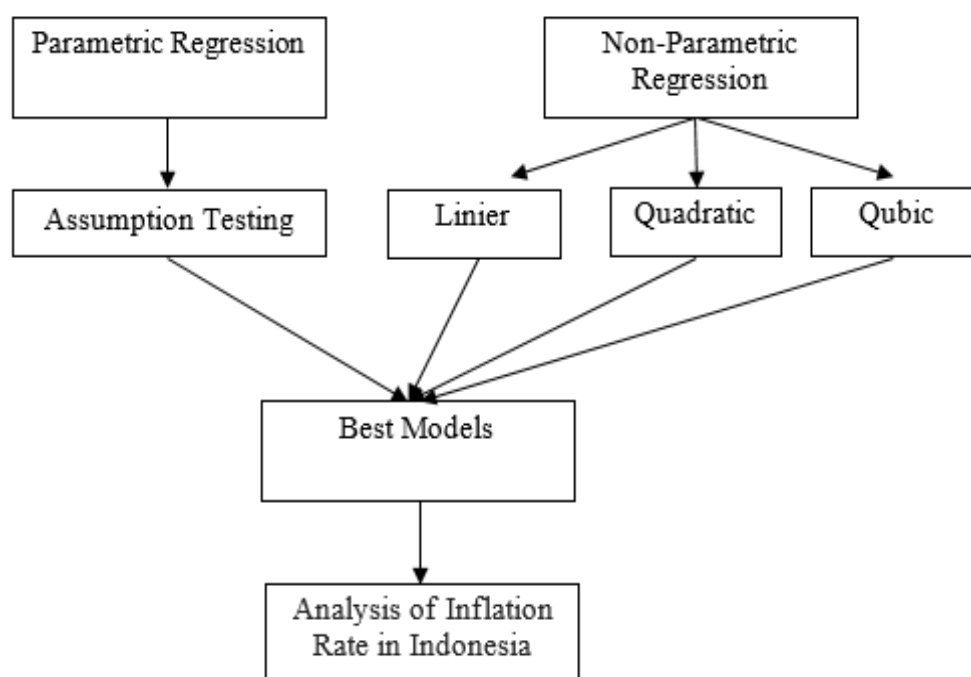 Parametric Regression
Non-Parametric
Regression
Assumption Testing
Linier
Quadratic
Qubic
Best Models
Analysis of Inflation
Rate in Indonesia